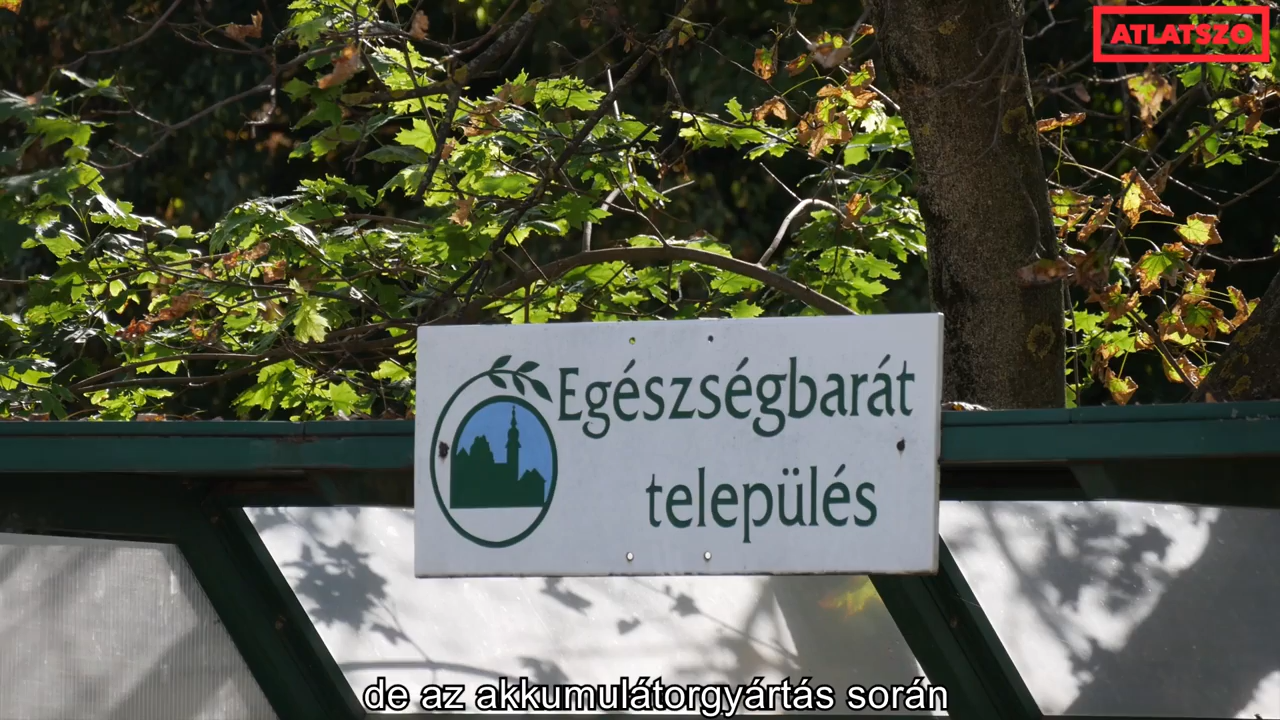 ATLATSZO
Egészségbarát
település
de az akkumulátorgyártás során